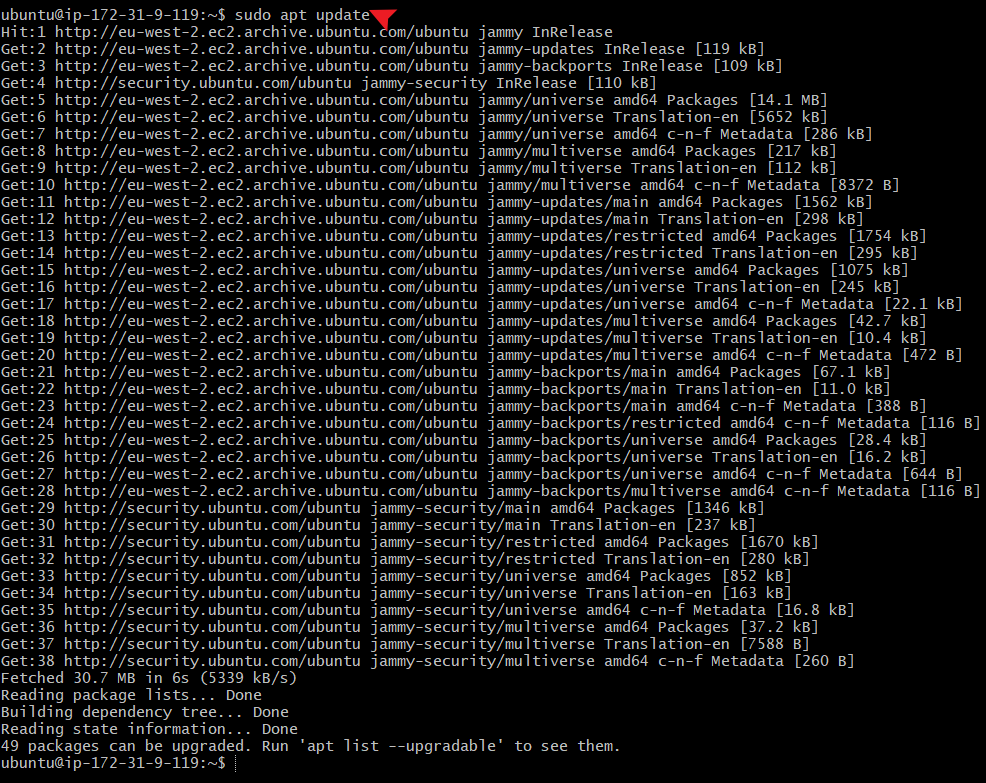 ubuntu@ip-172-31-9-119:~$ sudo apt update
Hit:1 http://eu-west-2.ec2.archive.ubuntu.com/ubuntu jammy InRelease
Get:2 http://eu-west-2.ec2.archive.ubuntu.com/ubuntu jammy-updates InRelease [119 kB]
Get:3 http://eu-west-2.ec2.archive.ubuntu.com/ubuntu jammy-backports InRelease [109 kB]
Get:4 http://security.ubuntu.com/ubuntu jammy-security InRelease [110 kB]
Get:5 http://eu-west-2.ec2.archive.ubuntu.com/ubuntu jammy/universe amd64 Packages [14.1 MB]
Get:6 http://eu-west-2.ec2.archive.ubuntu.com/ubuntu jammy/universe Translation-en [5652 kB]
Get:7 http://eu-west-2.ec2.archive.ubuntu.com/ubuntu jammy/universe amd64 c-n-f Metadata [286 kB]
Get:8 http://eu-west-2.ec2.archive.ubuntu.com/ubuntu jammy/multiverse amd64 Packages [217 kB]
Get:9 http://eu-west-2.ec2.archive.ubuntu.com/ubuntu jammy/multiverse Translation-en [112 kB]
Get:10 http://eu-west-2.ec2.archive.ubuntu.com/ubuntu jammy/multiverse amd64 c-n-f Metadata [8372 B]
Get:11 http://eu-west-2.ec2.archive.ubuntu.com/ubuntu jammy-updates/main amd64 Packages [1562 kB]
Get:12 http://eu-west-2.ec2.archive.ubuntu.com/ubuntu jammy-updates/main Translation-en [298 kB]
Get:13 http://eu-west-2.ec2.archive.ubuntu.com/ubuntu jammy-updates/restricted amd64 Packages [1754 kB]
Get:14 http://eu-west-2.ec2.archive.ubuntu.com/ubuntu jammy-updates/restricted Translation-en [295 kB]
Get:15 http://eu-west-2.ec2.archive.ubuntu.com/ubuntu jammy-updates/universe amd64 Packages [1075 kB]
Get:16 http://eu-west-2.ec2.archive.ubuntu.com/ubuntu jammy-updates/universe Translation-en [245 kB]
Get:17 http://eu-west-2.ec2.archive.ubuntu.com/ubuntu jammy-updates/universe amd64 c-n-f Metadata [22.1 kB]
Get:18 http://eu-west-2.ec2.archive.ubuntu.com/ubuntu jammy-updates/multiverse amd64 Packages [42.7 kB]
Get:19 http://eu-west-2.ec2.archive.ubuntu.com/ubuntu jammy-updates/multiverse Translation-en [10.4 kB]
Get:20 http://eu-west-2.ec2.archive.ubuntu.com/ubuntu jammy-updates/multiverse amd64 c-n-f Metadata [472 B]
Get:21 http://eu-west-2.ec2.archive.ubuntu.com/ubuntu jammy-backports/main amd64 Packages [67.1 kB]
Get:22 http://eu-west-2.ec2.archive.ubuntu.com/ubuntu jammy-backports/main Translation-en [11.0 kB]
Get:23 http://eu-west-2.ec2.archive.ubuntu.com/ubuntu jammy-backports/main amd64 c-n-f Metadata [388 B]
Get:24 http://eu-west-2.ec2.archive.ubuntu.com/ubuntu jammy-backports/restricted amd64 c-n-f Metadata [116 B]
Get:25 http://eu-west-2.ec2.archive.ubuntu.com/ubuntu jammy-backports/universe amd64 Packages [28.4 kB]
Get:26 http://eu-west-2.ec2.archive.ubuntu.com/ubuntu jammy-backports/universe Translation-en [16.2 kB]
Get:27 http://eu-west-2.ec2.archive.ubuntu.com/ubuntu jammy-backports/universe amd64 c-n-f Metadata [644 B]
Get:28 http://eu-west-2.ec2.archive.ubuntu.com/ubuntu jammy-backports/multiverse amd64 c-n-f Metadata [116 B]
Get:29 http://security.ubuntu.com/ubuntu jammy-security/main amd64 Packages [1346 kB]
Get:30 http://security.ubuntu.com/ubuntu jammy-security/main Translation-en [237 kB]
Get:31 http://security.ubuntu.com/ubuntu jammy-security/restricted amd64 Packages [1670 kB]
Get:32 http://security.ubuntu.com/ubuntu jammy-security/restricted Translation-en [280 kB]
Get:33 http://security.ubuntu.com/ubuntu jammy-security/universe amd64 Packages [852 kB]
Get:34 http://security.ubuntu.com/ubuntu jammy-security/universe Translation-en [163 kB]
Get:35 http://security.ubuntu.com/ubuntu jammy-security/universe amd64 c-n-f Metadata [16.8 kB]
Get:36 http://security.ubuntu.com/ubuntu jammy-security/multiverse amd64 Packages [37.2 kB]
Get:37 http://security.ubuntu.com/ubuntu jammy-security/multiverse Translation-en [7588 B]
Get:38 http://security.ubuntu.com/ubuntu jammy-security/multiverse amd64 c-n-f Metadata [260 B]
Fetched 30.7 MB in 6s (5339 kB/s)
Reading package lists... Done
Building dependency tree... Done
Reading state information... Done
49 packages can be upgraded. Run 'apt list --upgradable' to see them.
ubuntu@ip-172-31-9-119:~$